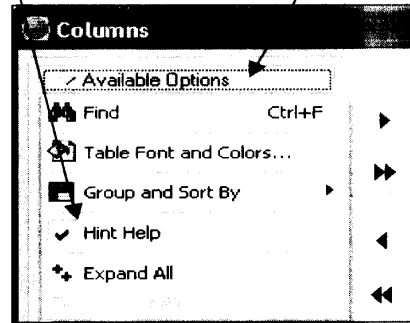 Columns
Available Options
Find Ctrl+F
Table Font and Colors...
Group and Sort By
Hint Help
Expand All